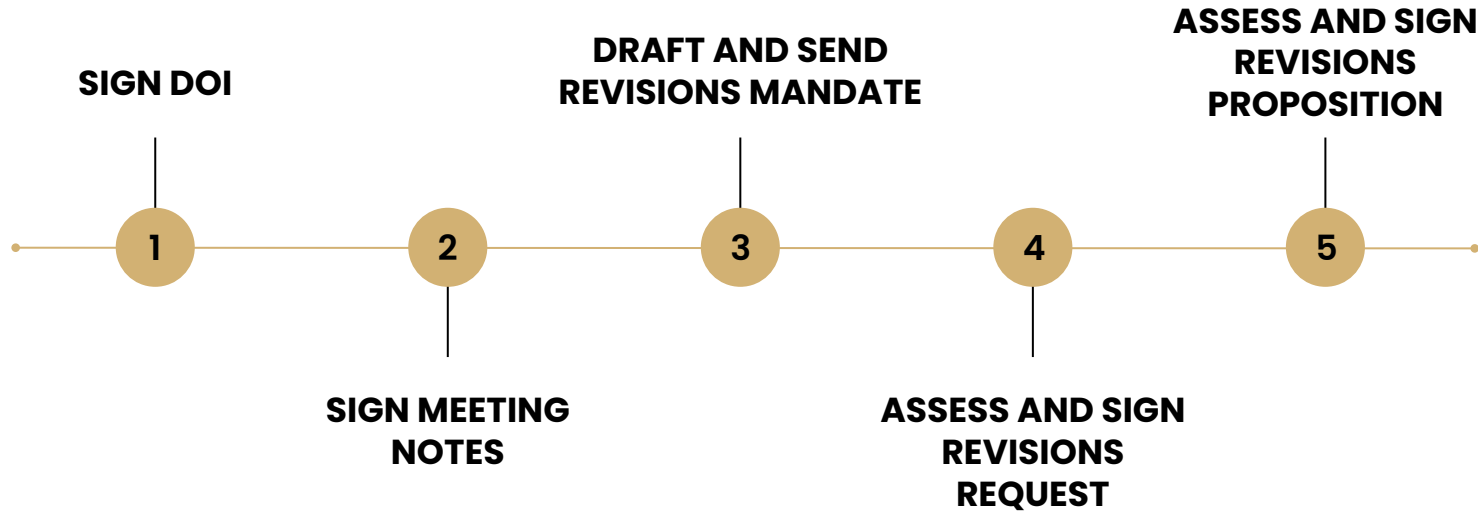 SIGN DOI
1
SIGN MEETING
NOTES
2
DRAFT AND SEND
REVISIONS MANDATE
3
ASSESS AND SIGN
REVISIONS
REQUEST
4
ASSESS AND SIGN
REVISIONS
PROPOSITION
5